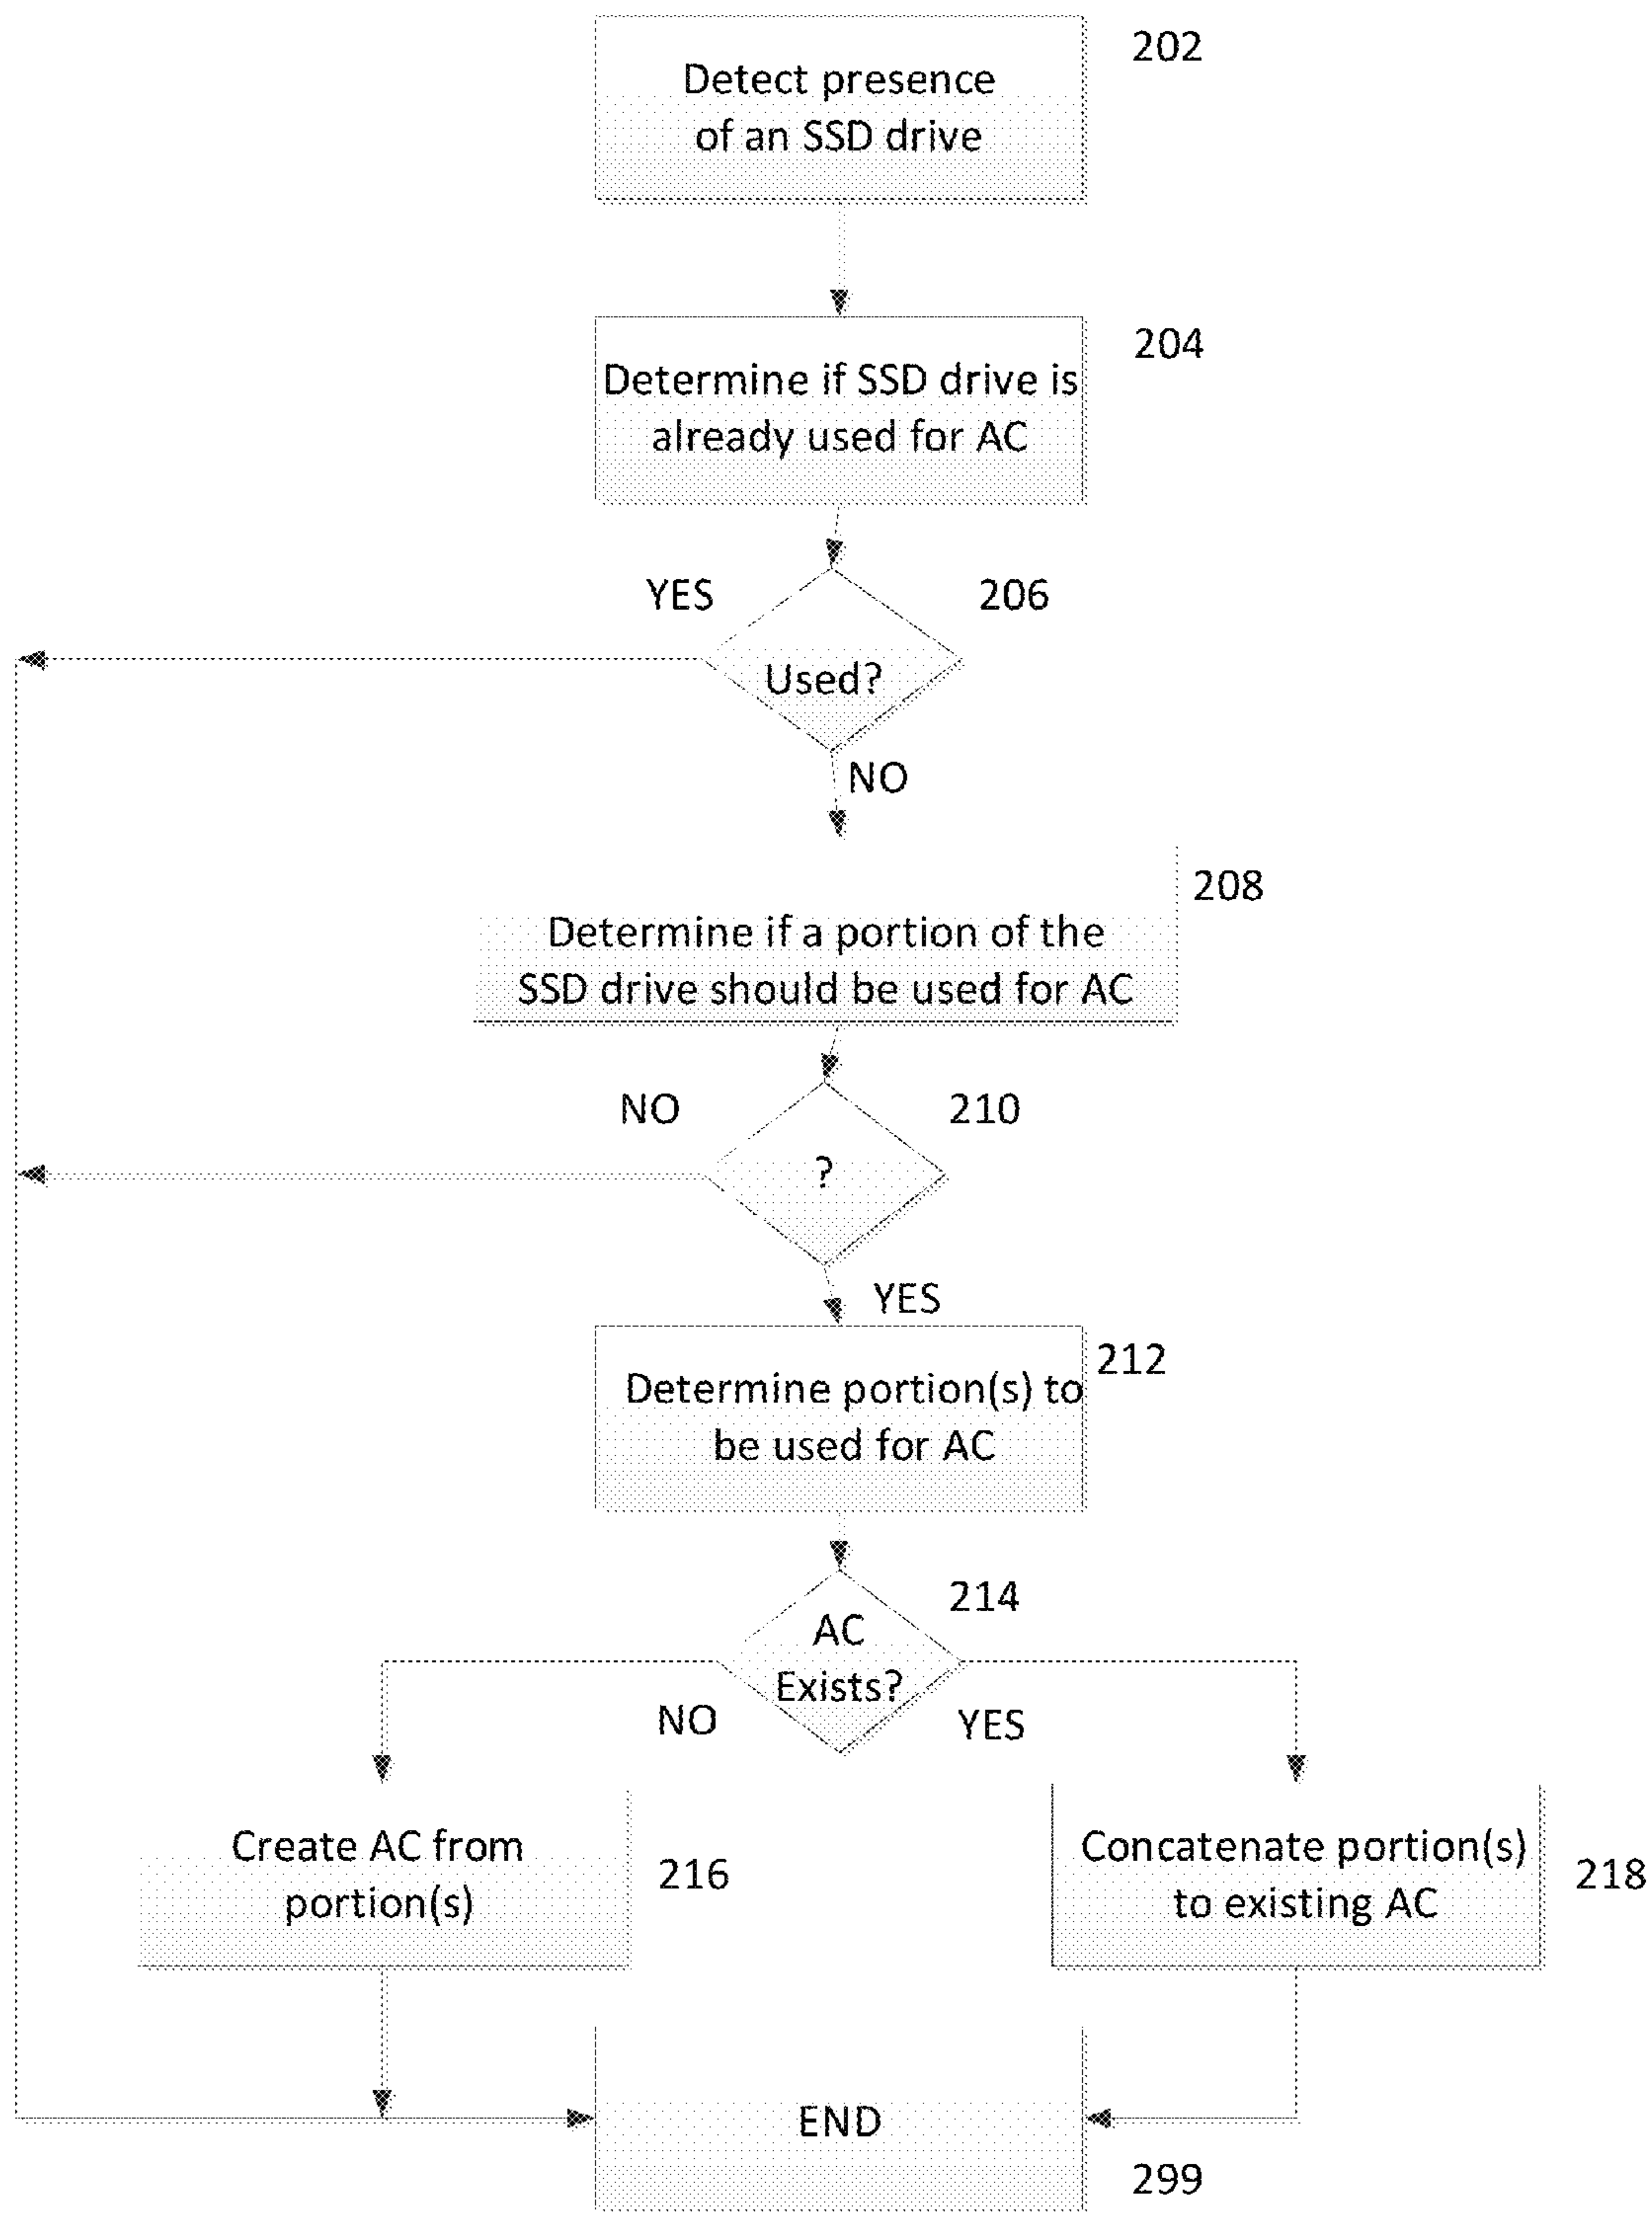 202
Detect presence
of an SSD drive
204
Determine if SSD drive is
already used for AC
YES
206
Used?
NO
208
Determine if a portion of the
SSD drive should be used for AC
NO
210
?
YES
212
Determine portion(s) to
be used for AC
214
AC
Exists?
NO
YES
Create AC from
portion(s)
216
Concatenate portion(s)
to existing AC
218
END
299